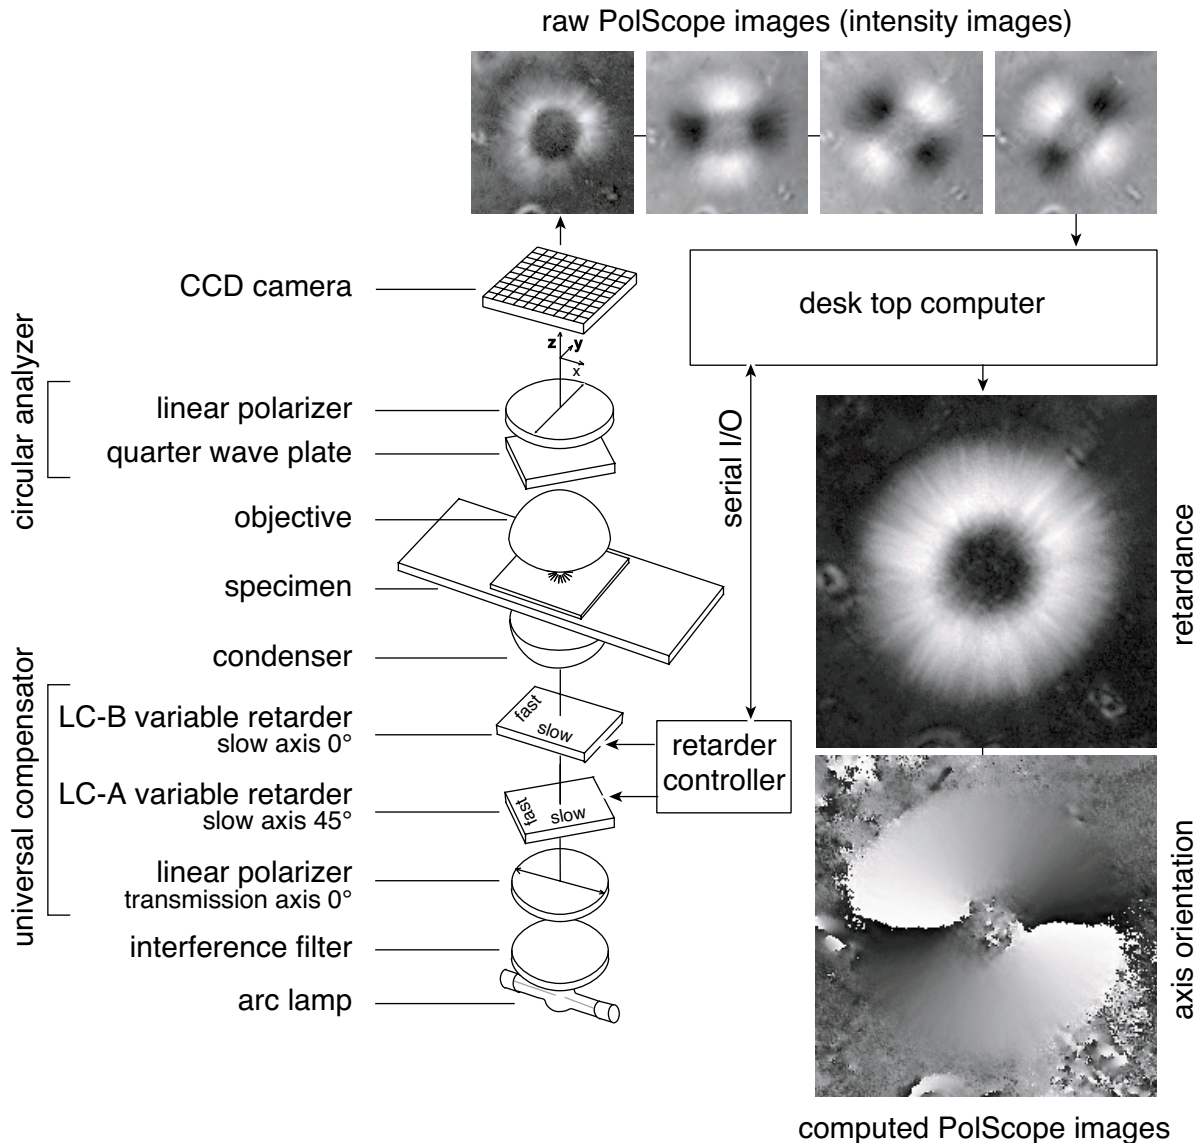 raw PolScope images (intensity images)
CCD camera
desk top computer
z
y
x
circular analyzer
linear polarizer
quarter wave plate
serial I/O
objective
specimen
retardance
condenser
universal compensator
LC-B variable retarder
slow axis 0°
fast
slow
retarder
controller
LC-A variable retarder
slow axis 45°
fast
slow
linear polarizer
transmission axis 0°
axis orientation
interference filter
arc lamp
computed PolScope images